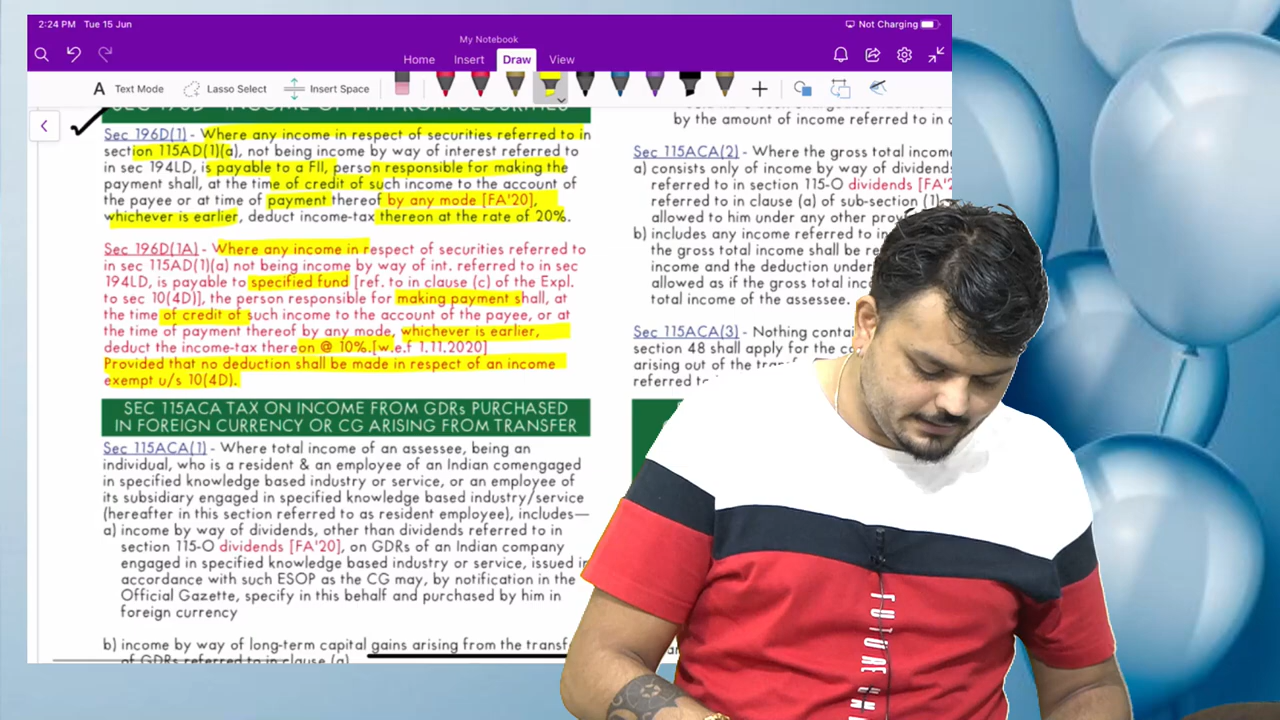 2:24 PM Tue 15 Jun
Not Charging
My Notebook
Home Insert Draw View
A Text Mode Lasso Select Insert Space
SEC 196D INCOME OF FII FROM SECURITIES
Sec 196D(1) - Where any income in respect of securities referred to in
section 115AD(1)(a), not being income by way of interest referred to
in sec 194LD, is payable to a FII, person responsible for making the
payment shall, at the time of credit of such income to the account of
the payee or at time of payment thereof by any mode [FA'20],
whichever is earlier, deduct income-tax thereon at the rate of 20%.
Sec 196D(1A) - Where any income in respect of securities referred to
in sec 115AD(1)(a) not being income by way of int. referred to in sec
194LD, is payable to specified fund [ref. to in clause (c) of the Expl.
to sec 10(4D)], the person responsible for making payment shall, at
the time of credit of such income to the account of the payee, or at
the time of payment thereof by any mode, whichever is earlier,
deduct the income-tax thereon @ 10%.[w.e.f 1.11.2020]
Provided that no deduction shall be made in respect of an income
exempt u/s 10(4D).
SEC 115ACA TAX ON INCOME FROM GDRs PURCHASED
IN FOREIGN CURRENCY OR CG ARISING FROM TRANSFER
Sec 115ACA(1) - Where total income of an assessee, being an
individual, who is a resident & an employee of an Indian comengaged
in specified knowledge based industry or service, or an employee of
its subsidiary engaged in specified knowledge based industry/service
(hereafter in this section referred to as resident employee), includes—
a) income by way of dividends, other than dividends referred to in
section 115-O dividends [FA'20], on GDRs of an Indian company
engaged in specified knowledge based industry or service, issued in
accordance with such ESOP as the CG may, by notification in the
Official Gazette, specify in this behalf and purchased by him in
foreign currency
b) income by way of long-term capital gains arising from the transf
of GDRs referred to in clause (a)
by the amount of income referred to in c
Sec 115ACA(2) - Where the gross total incom
a) consists only of income by way of dividend
referred to in section 115-O dividends [FA'2
referred to in clause (a) of sub-section (1)
allowed to him under any other prov
b) includes any income referred to in
the gross total income shall be re
income and the deduction under
allowed as if the gross total inc
total income of the assessee.
Sec 115ACA(3) - Nothing contai
section 48 shall apply for the co
arising out of the tran
referred to
FUTURE